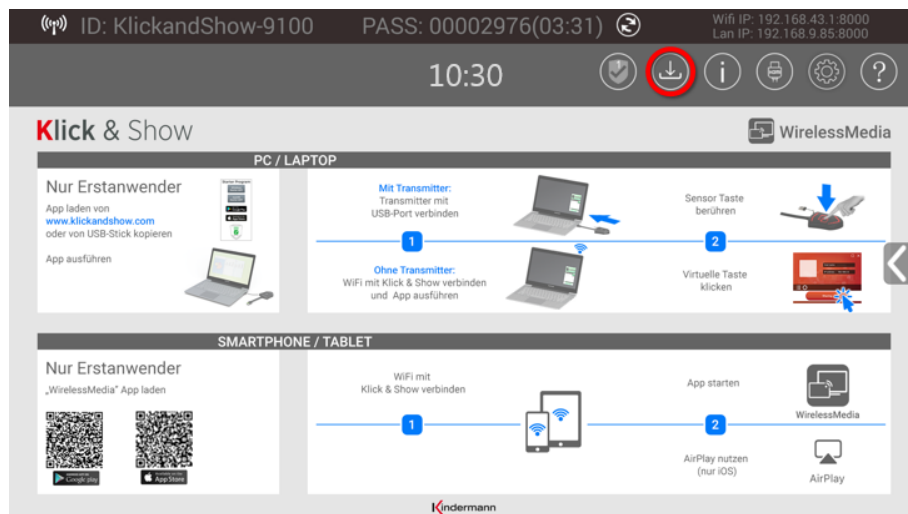 ID: KlickandShow-9100
PASS: 00002976(03:31)
Wifi IP: 192.168.43.1:8000
Lan IP: 192.168.9.85:8000
10:30
Klick & Show
WirelessMedia
PC / LAPTOP
Nur Erstanwender
App laden von
www.klickandshow.com
oder von USB-Stick kopieren
App ausführen
Mit Transmitter:
Transmitter mit
USB-Port verbinden
1
Ohne Transmitter:
WiFi mit Klick & Show verbinden
und App ausführen
Sensor Taste
berühren
2
Virtuelle Taste
klicken
SMARTPHONE / TABLET
Nur Erstanwender
„WirelessMedia" App laden
Google play
App Store
WiFi mit
Klick & Show verbinden
1
App starten
2
WirelessMedia
AirPlay nutzen
(nur iOS)
AirPlay
Kindermann